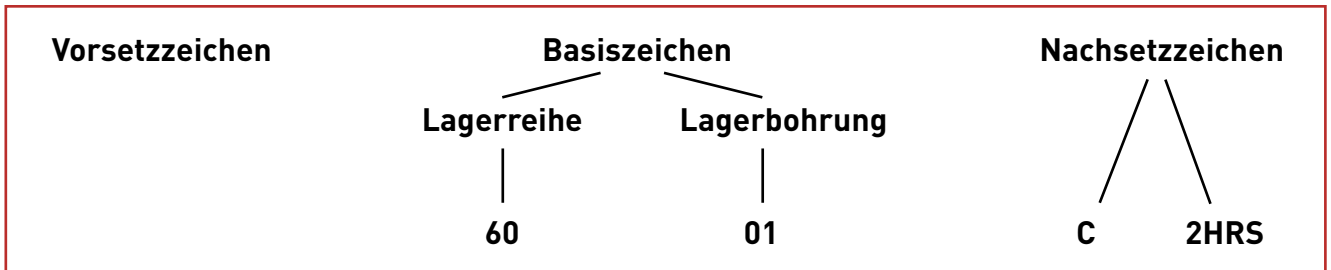 Vorsetzzeichen Basiszeichen Nachsetzzeichen
Lagerreihe Lagerbohrung
60 01 C 2HRS